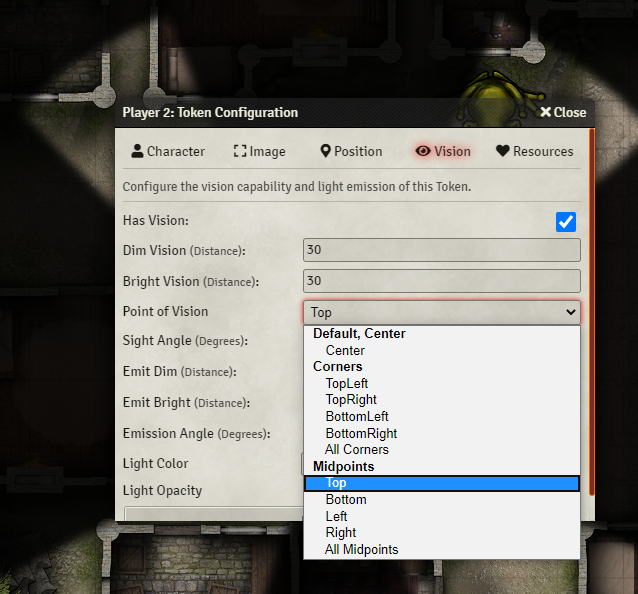 Player 2: Token Configuration
Close
Character Image Position Vision Resources
Configure the vision capability and light emission of this Token.
Has Vision:
Dim Vision (Distance): 30
Bright Vision (Distance): 30
Point of Vision Top
Sight Angle (Degrees):
Emit Dim (Distance):
Emit Bright (Distance):
Emission Angle (Degrees):
Light Color
Light Opacity
Default, Center
Center
Corners
TopLeft
TopRight
BottomLeft
BottomRight
All Corners
Midpoints
Top
Bottom
Left
Right
All Midpoints